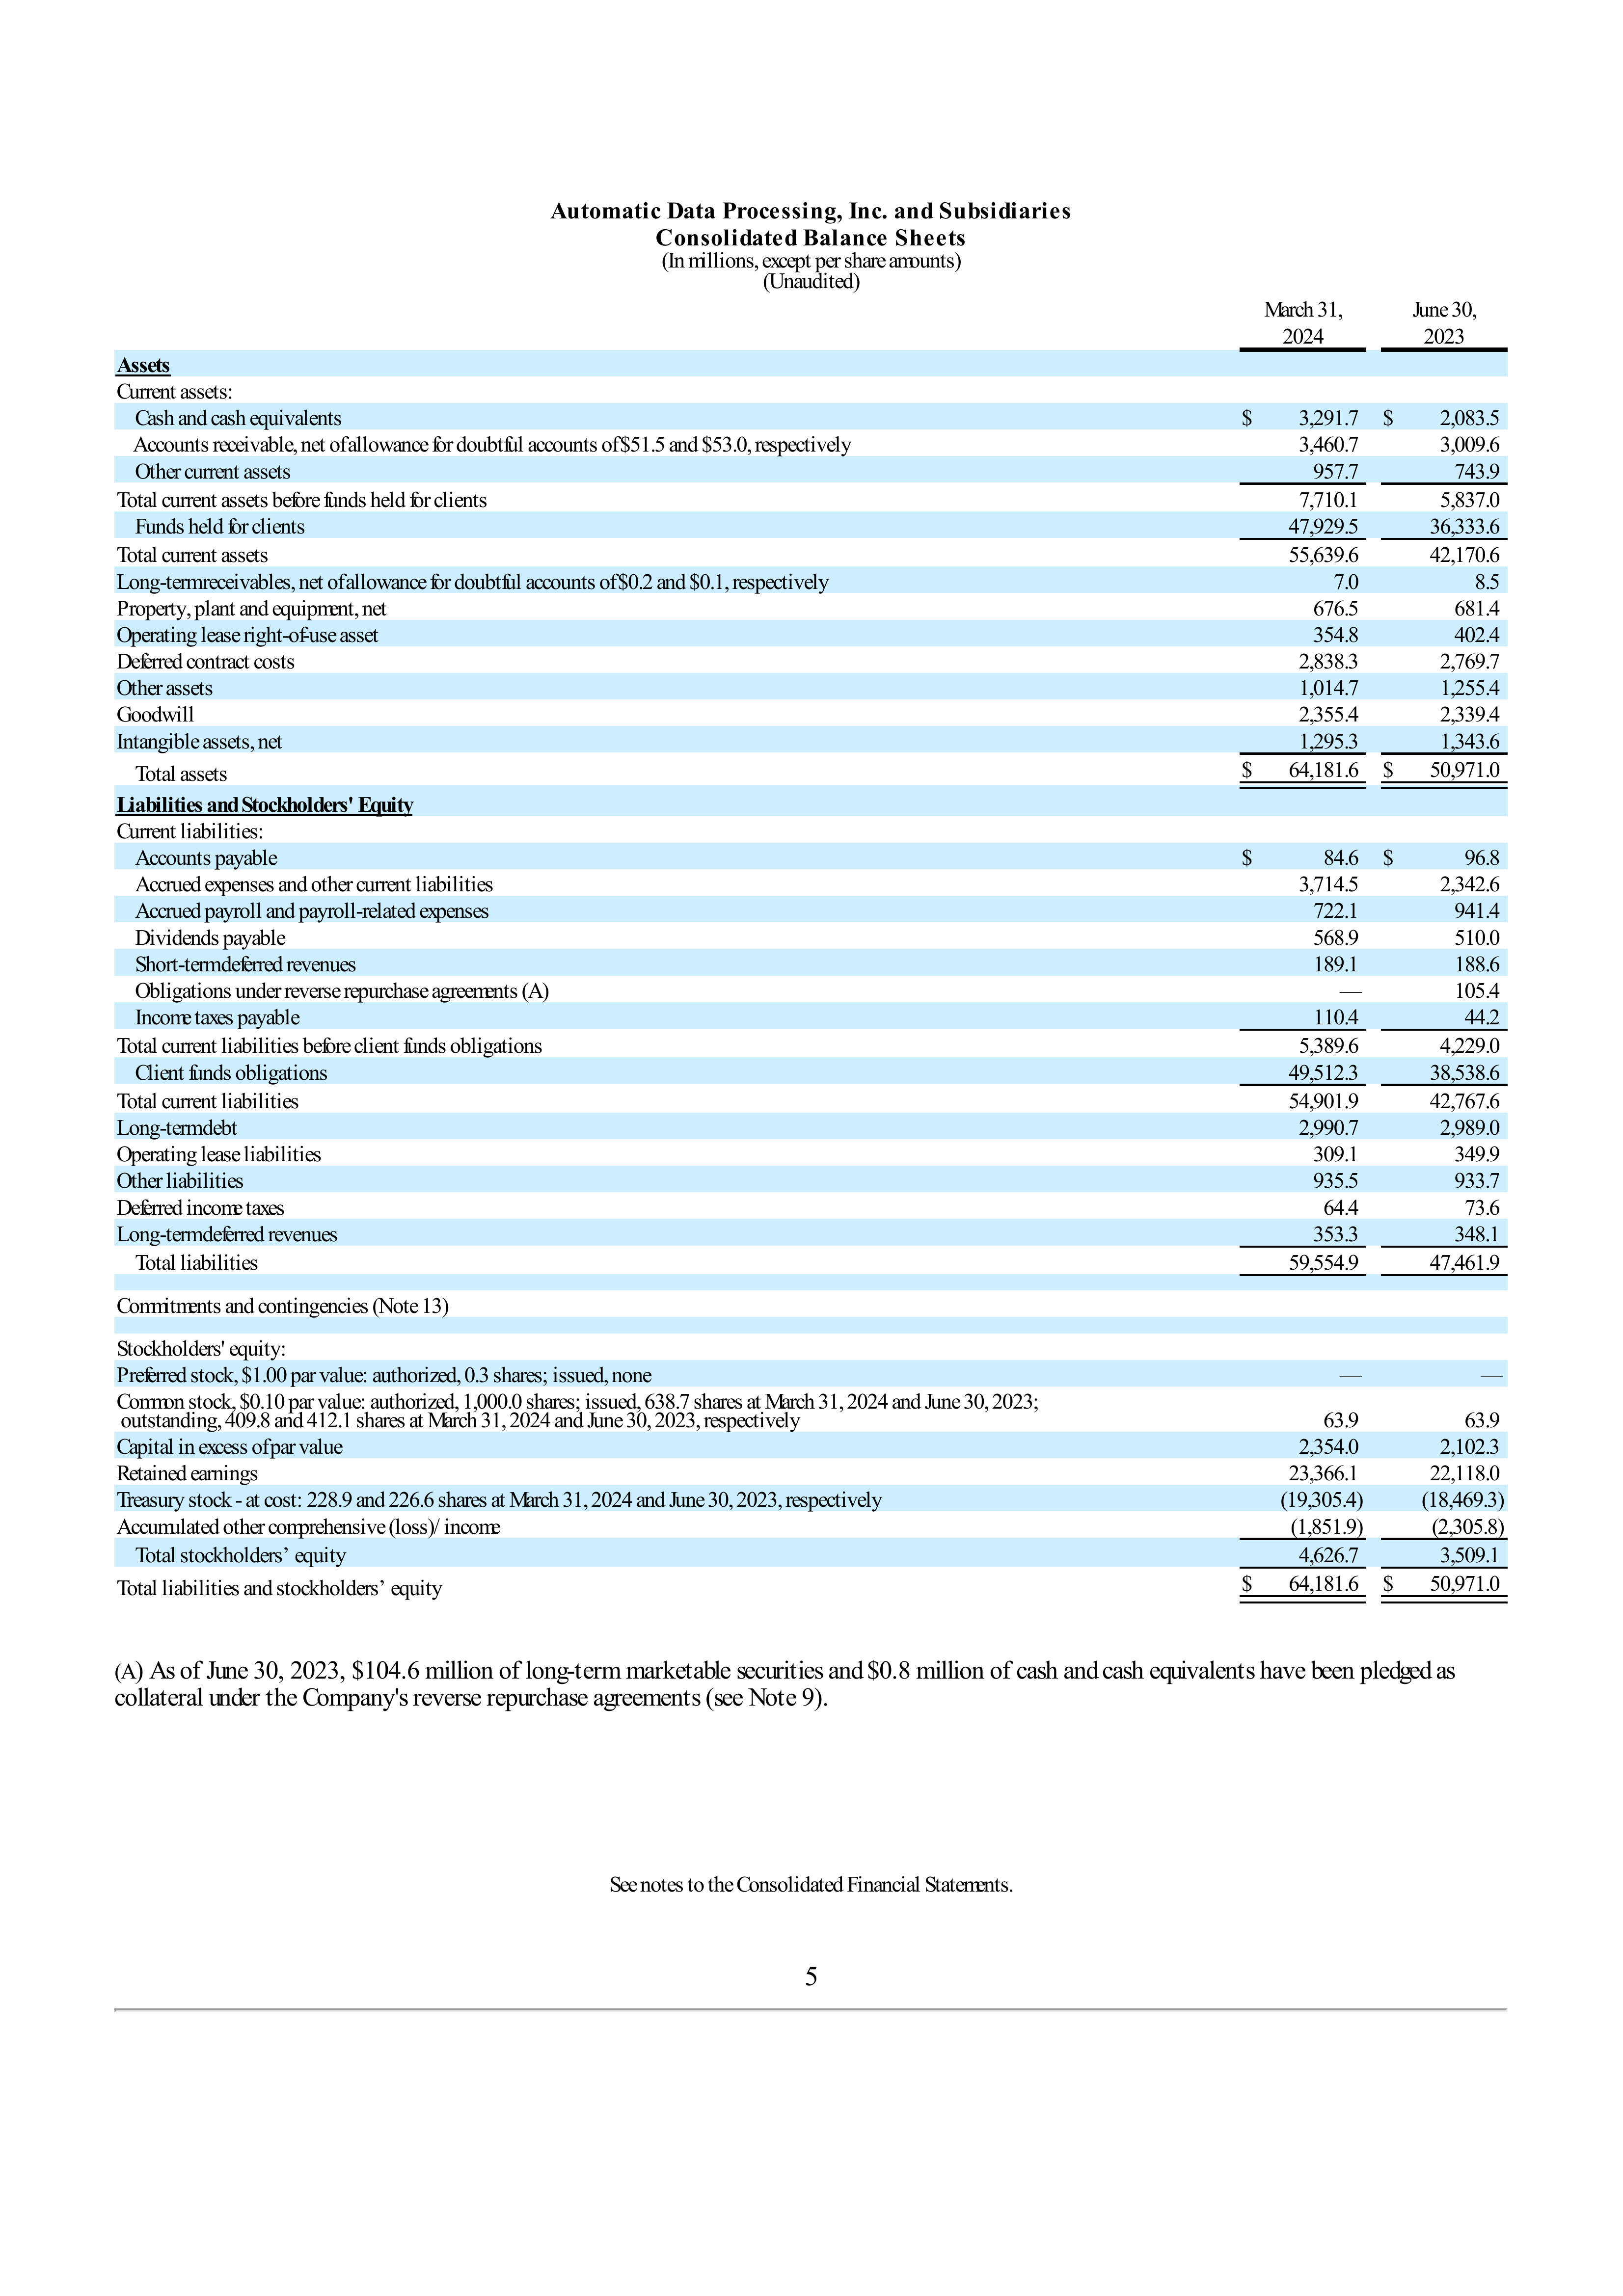 Automatic Data Processing, Inc. and Subsidiaries
Consolidated Balance Sheets
(In millions, except per share amounts)
(Unaudited)
March 31, June 30,
2024 2023
Assets
Current assets:
Cash and cash equivalents $ 3,291.7 $ 2,083.5
Accounts receivable, net of allowance for doubtful accounts of $51.5 and $53.0, respectively 3,460.7 3,009.6
Other current assets 957.7 743.9
Total current assets before funds held for clients 7,710.1 5,837.0
Funds held for clients 47,929.5 36,333.6
Total current assets 55,639.6 42,170.6
Long-term receivables, net of allowance for doubtful accounts of $0.2 and $0.1, respectively 7.0 8.5
Property, plant and equipment, net 676.5 681.4
Operating lease right-of-use asset 354.8 402.4
Deferred contract costs 2,838.3 2,769.7
Other assets 1,014.7 1,255.4
Goodwill 2,355.4 2,339.4
Intangible assets, net 1,295.3 1,343.6
Total assets $ 64,181.6 $ 50,971.0
Liabilities and Stockholders' Equity
Current liabilities:
Accounts payable $ 84.6 $ 96.8
Accrued expenses and other current liabilities 3,714.5 2,342.6
Accrued payroll and payroll-related expenses 722.1 941.4
Dividends payable 568.9 510.0
Short-term deferred revenues 189.1 188.6
Obligations under reverse repurchase agreements (A) — 105.4
Income taxes payable 110.4 44.2
Total current liabilities before client funds obligations 5,389.6 4,229.0
Client funds obligations 49,512.3 38,538.6
Total current liabilities 54,901.9 42,767.6
Long-term debt 2,990.7 2,989.0
Operating lease liabilities 309.1 349.9
Other liabilities 935.5 933.7
Deferred income taxes 64.4 73.6
Long-term deferred revenues 353.3 348.1
Total liabilities 59,554.9 47,461.9
Commitments and contingencies (Note 13)
Stockholders' equity:
Preferred stock, $1.00 par value: authorized, 0.3 shares; issued, none — —
Common stock, $0.10 par value: authorized, 1,000.0 shares; issued, 638.7 shares at March 31, 2024 and June 30, 2023;
outstanding, 409.8 and 412.1 shares at March 31, 2024 and June 30, 2023, respectively 63.9 63.9
Capital in excess of par value 2,354.0 2,102.3
Retained earnings 23,366.1 22,118.0
Treasury stock - at cost: 228.9 and 226.6 shares at March 31, 2024 and June 30, 2023, respectively (19,305.4) (18,469.3)
Accumulated other comprehensive (loss)/ income (1,851.9) (2,305.8)
Total stockholders’ equity 4,626.7 3,509.1
Total liabilities and stockholders’ equity $ 64,181.6 $ 50,971.0
(A) As of June 30, 2023, $104.6 million of long-term marketable securities and $0.8 million of cash and cash equivalents have been pledged as
collateral under the Company's reverse repurchase agreements (see Note 9).
See notes to the Consolidated Financial Statements.
5